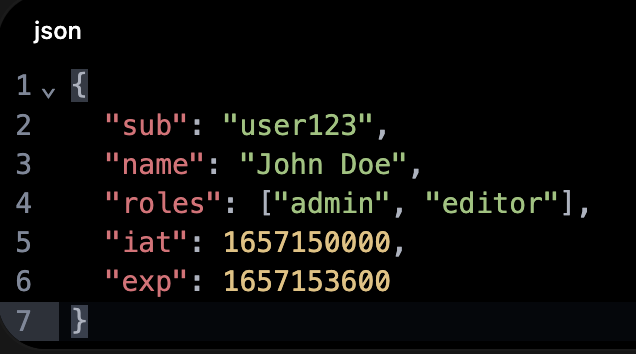 json
1 {
2 "sub": "user123",
3 "name": "John Doe",
4 "roles": ["admin", "editor"],
5 "iat": 1657150000,
6 "exp": 1657153600
7 }